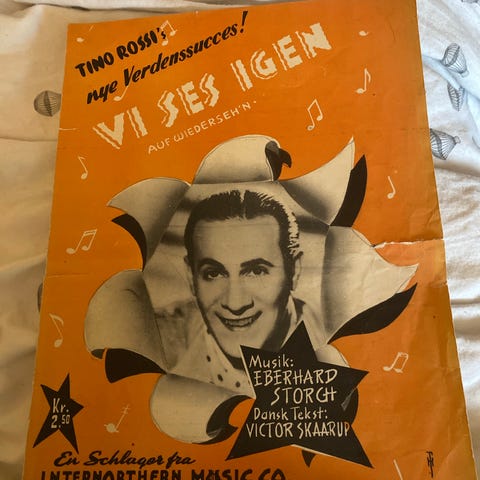 TINO ROSSI's
nye Verdenssucces!
VI SES IGEN
AUF WIEDERSEH'N.
Musik:
EBERHARD
STORCH
Dansk Tekst:
VICTOR SKAARUP
Kr.
2.50
En Schlager fra
INTERNORTHERN MUSIC CO